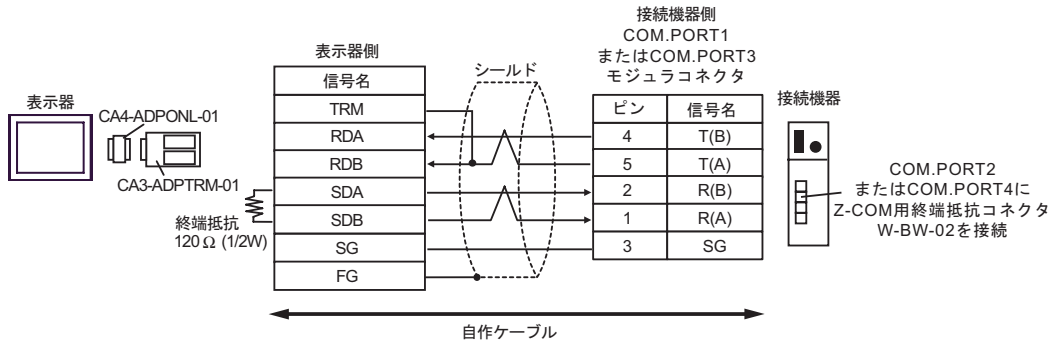 接続機器側
COM.PORT1
またはCOM.PORT3
モジュラコネクタ
表示器側
シールド
信号名
ピン 信号名
表示器
接続機器
CA4-ADPONL-01
TRM
RDA 4 T(B)
RDB 5 T(A)
CA3-ADPTRM-01
SDA 2 R(B)
SDB 1 R(A)
終端抵抗
120Ω (1/2W)
SG 3 SG
FG
COM.PORT2
またはCOM.PORT4に
Z-COM用終端抵抗コネクタ
W-BW-02を接続
自作ケーブル